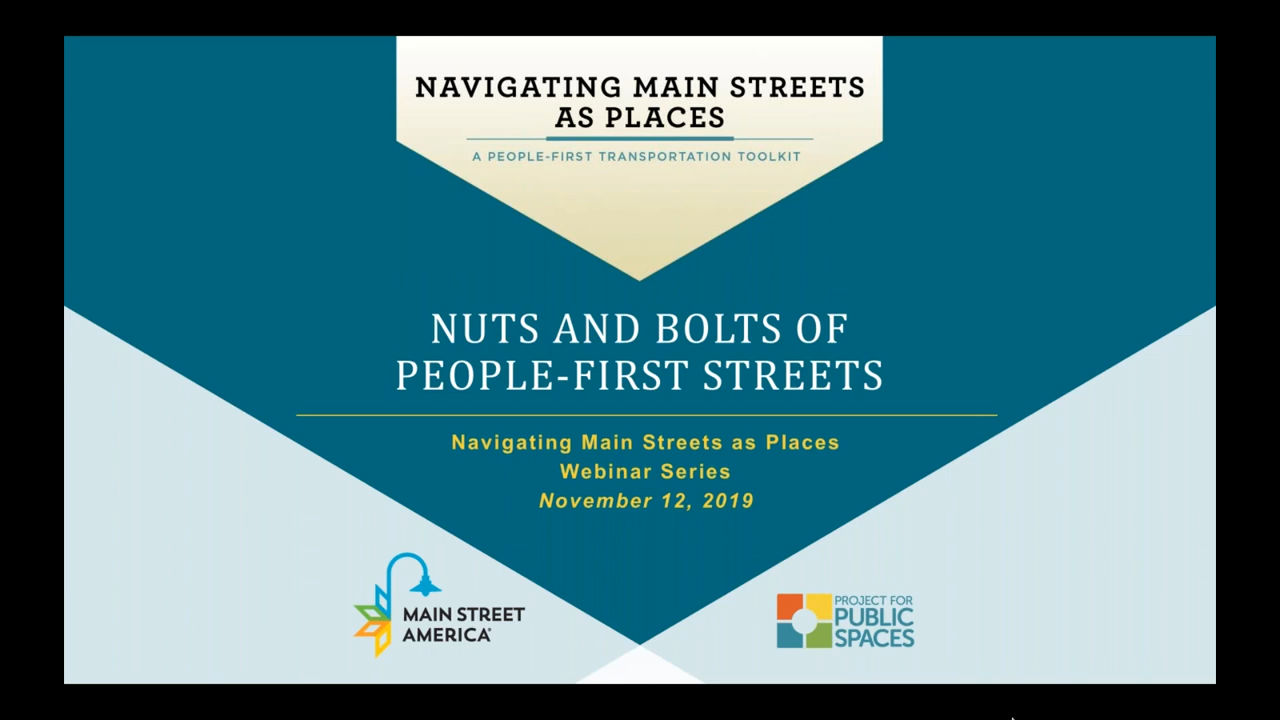 NAVIGATING MAIN STREETS
AS PLACES
A PEOPLE-FIRST TRANSPORTATION TOOLKIT
NUTS AND BOLTS OF
PEOPLE-FIRST STREETS
Navigating Main Streets as Places
Webinar Series
November 12, 2019
MAIN STREET
AMERICA®
PROJECT FOR
PUBLIC
SPACES